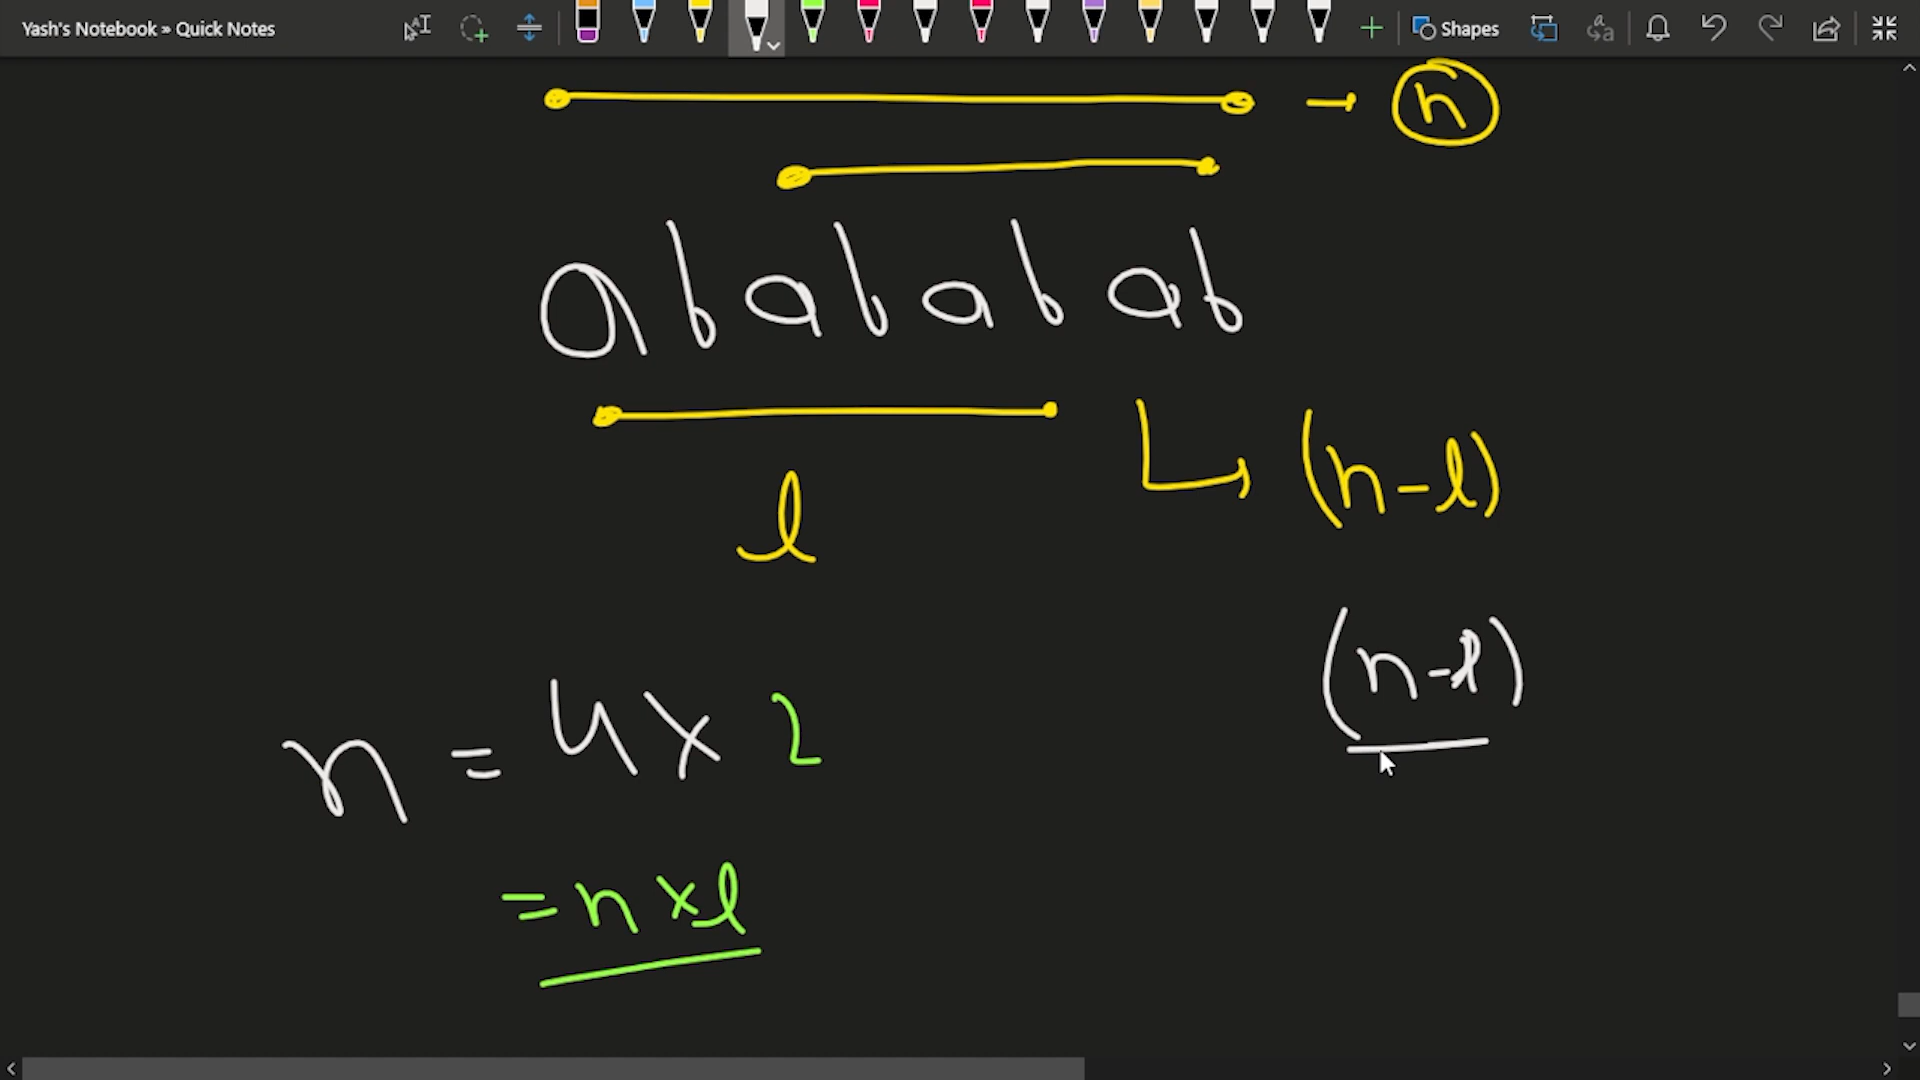 Yash's Notebook » Quick Notes
Shapes
n
abababab
l
(n-l)
(n-l)
n = 4 x 2
= n x l